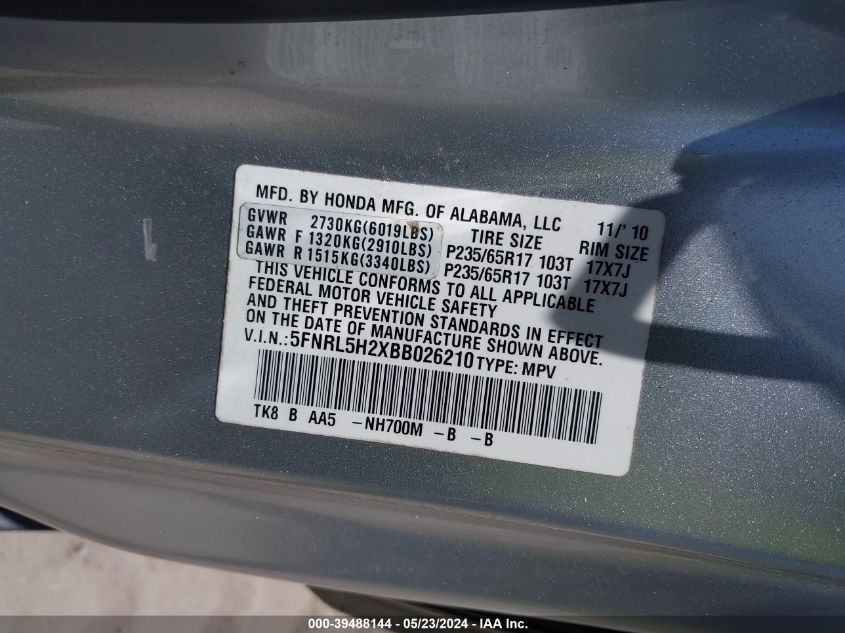 MFD. BY HONDA MFG. OF ALABAMA, LLC 11/' 10
GVWR 2730KG(6019LBS) TIRE SIZE RIM SIZE
GAWR F 1320KG(2910LBS) P235/65R17 103T 17X7J
GAWR R 1515KG(3340LBS) P235/65R17 103T 17X7J
THIS VEHICLE CONFORMS TO ALL APPLICABLE
FEDERAL MOTOR VEHICLE SAFETY
AND THEFT PREVENTION STANDARDS IN EFFECT
ON THE DATE OF MANUFACTURE SHOWN ABOVE.
V.I.N.: 5FNRL5H2XBB026210 TYPE: MPV
TK8 B AA5 -NH700M -B -B
000-39488144 - 05/23/2024 - IAA Inc.